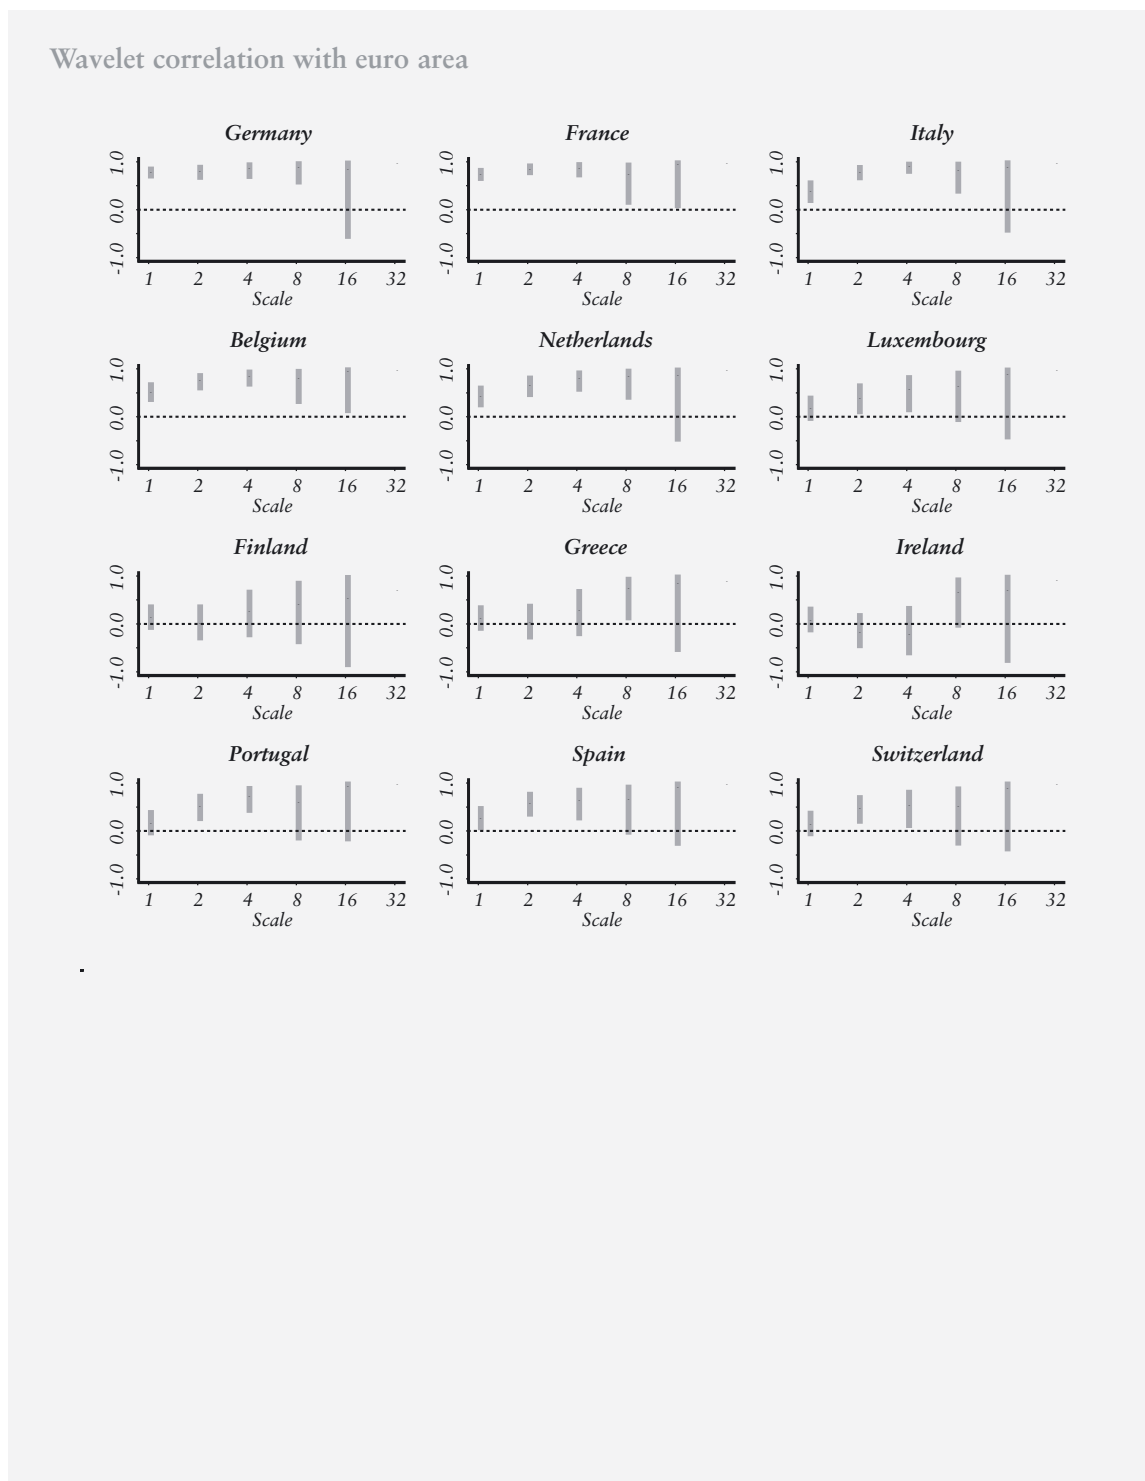 Wavelet correlation with euro area
Germany France Italy
1.0 1.0 1.0
0.0 0.0 0.0
-1.0 -1.0 -1.0
1 2 4 8 16 32 1 2 4 8 16 32 1 2 4 8 16 32
Scale Scale Scale
Belgium Netherlands Luxembourg
1.0 1.0 1.0
0.0 0.0 0.0
-1.0 -1.0 -1.0
1 2 4 8 16 32 1 2 4 8 16 32 1 2 4 8 16 32
Scale Scale Scale
Finland Greece Ireland
1.0 1.0 1.0
0.0 0.0 0.0
-1.0 -1.0 -1.0
1 2 4 8 16 32 1 2 4 8 16 32 1 2 4 8 16 32
Scale Scale Scale
Portugal Spain Switzerland
1.0 1.0 1.0
0.0 0.0 0.0
-1.0 -1.0 -1.0
1 2 4 8 16 32 1 2 4 8 16 32 1 2 4 8 16 32
Scale Scale Scale